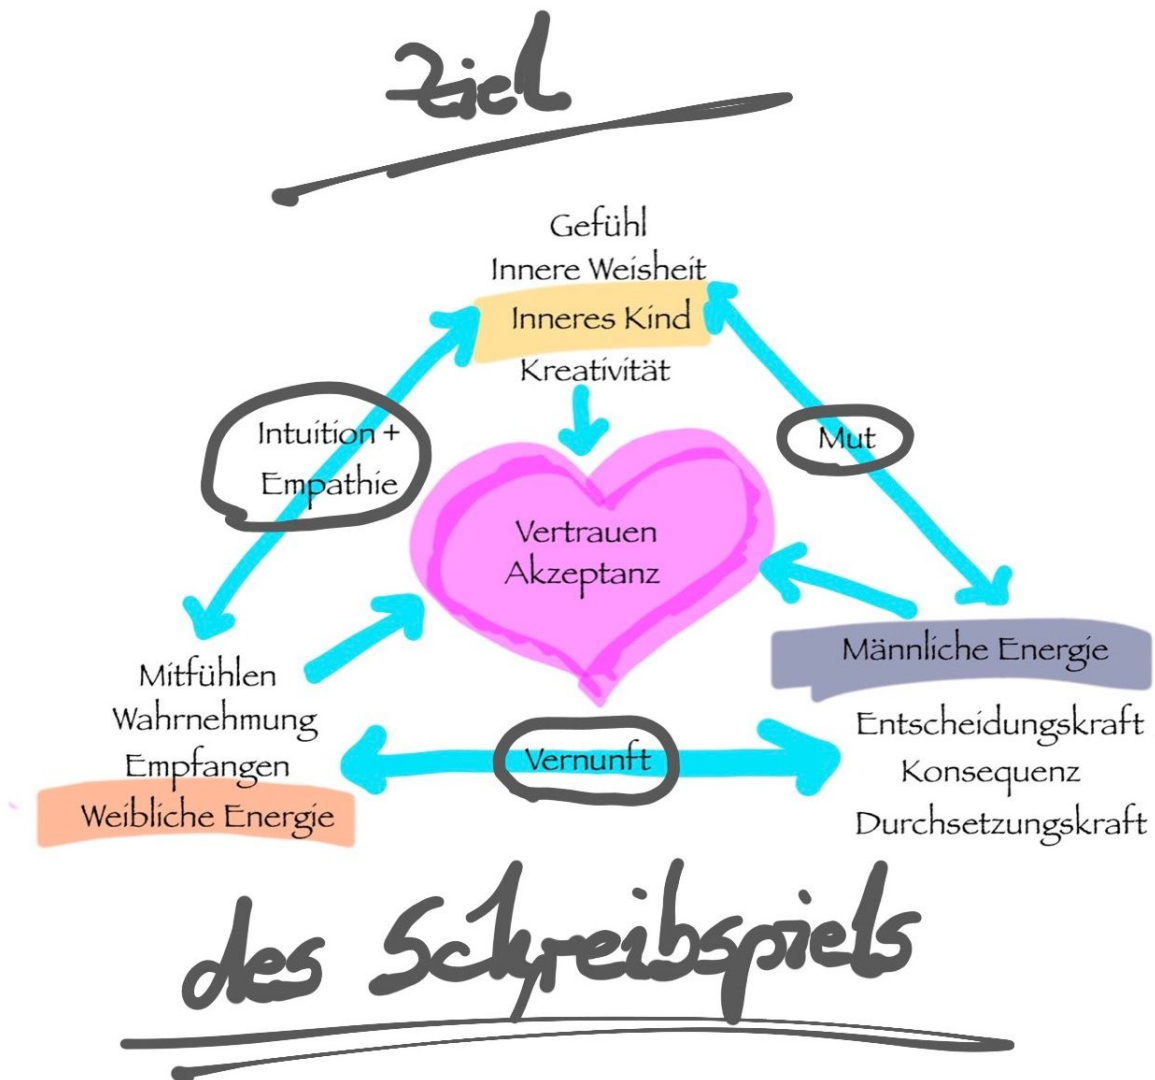 Ziel
Gefühl
Innere Weisheit
Inneres Kind
Kreativität
Intuition +
Empathie
Mut
Vertrauen
Akzeptanz
Männliche Energie
Mitfühlen
Wahrnehmung
Empfangen
Weibliche Energie
Vernunft
Entscheidungskraft
Konsequenz
Durchsetzungskraft
des Schreibspiels